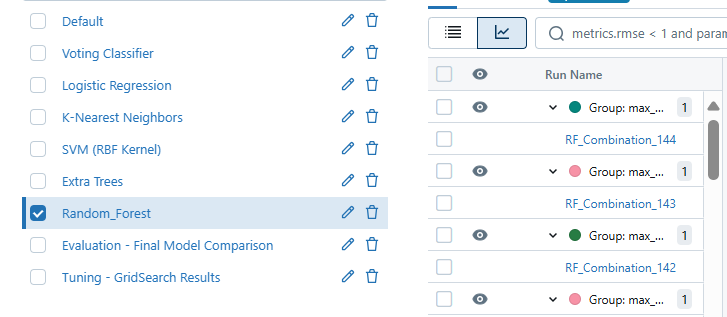 Default
Voting Classifier
Logistic Regression
K-Nearest Neighbors
SVM (RBF Kernel)
Extra Trees
Random_Forest
Evaluation - Final Model Comparison
Tuning - GridSearch Results
metrics.rmse < 1 and param
Run Name
Group: max_... 1
RF_Combination_144
Group: max_... 1
RF_Combination_143
Group: max_... 1
RF_Combination_142
Group: max_... 1